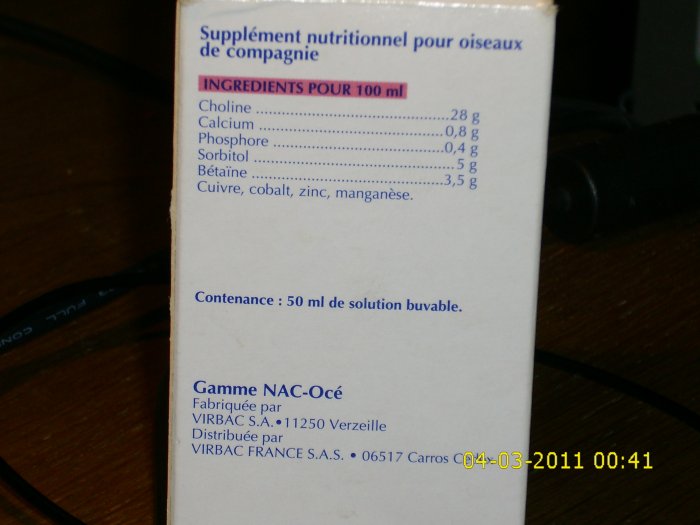 Supplément nutritionnel pour oiseaux
de compagnie
INGREDIENTS POUR 100 ml
Choline ........................................................28 g
Calcium .....................................................0,8 g
Phosphore .................................................0,4 g
Sorbitol ..........................................................5 g
Bétaïne ......................................................3,5 g
Cuivre, cobalt, zinc, manganèse.
Contenance : 50 ml de solution buvable.
Gamme NAC-Océ
Fabriquée par
VIRBAC S.A. • 11250 Verzeille
Distribuée par
VIRBAC FRANCE S.A.S. • 06517 Carros
04-03-2011 00:41
FULL